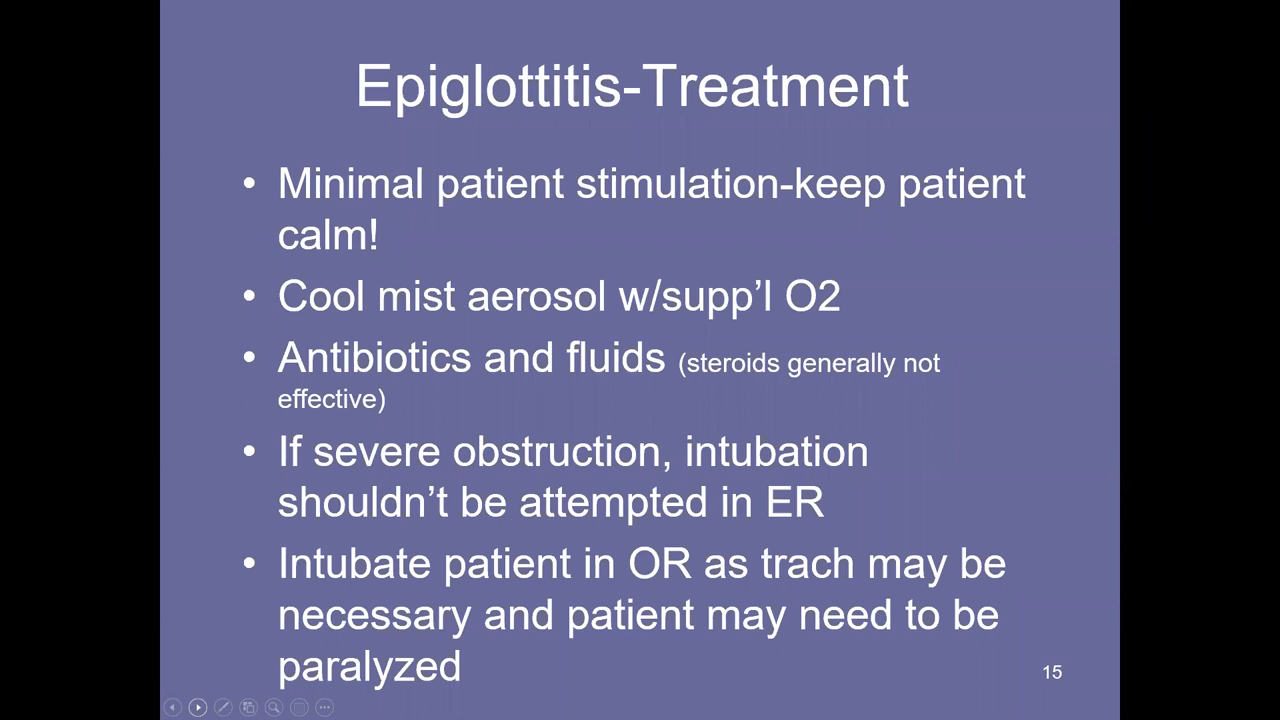 Epiglottitis-Treatment
• Minimal patient stimulation-keep patient
calm!
• Cool mist aerosol w/supp’l O2
• Antibiotics and fluids (steroids generally not
effective)
• If severe obstruction, intubation
shouldn’t be attempted in ER
• Intubate patient in OR as trach may be
necessary and patient may need to be
paralyzed
15